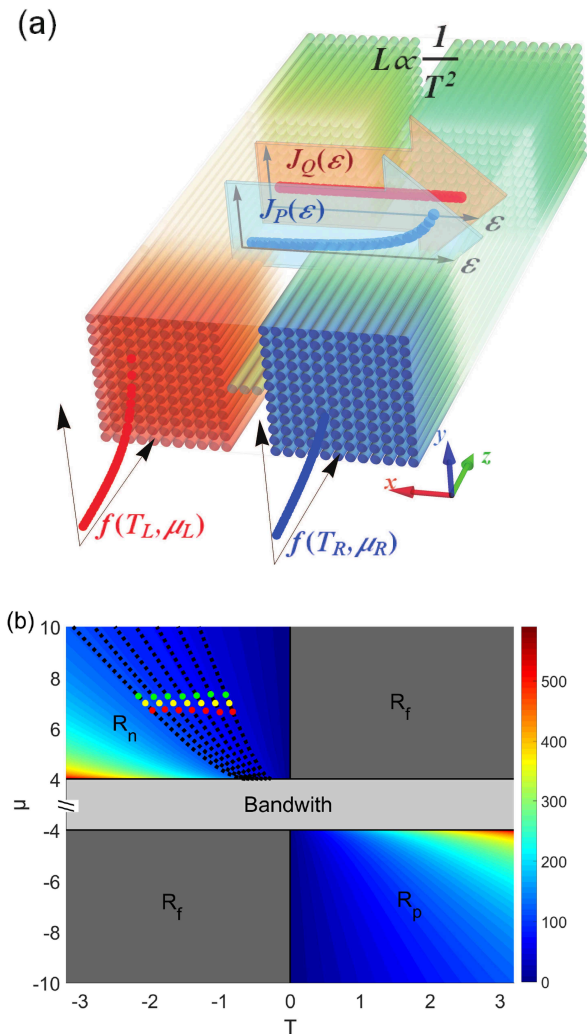 (a)
L ∝ 1/T²
J_Q(ε)
ε
J_P(ε)
ε
f(T_L, μ_L)
f(T_R, μ_R)
x
y
z
(b)
10
8
6
4
-4
-6
-8
-10
μ
R_n
R_f
Bandwith
R_f
R_p
-3 -2 -1 0 1 2 3
T
500
400
300
200
100
0